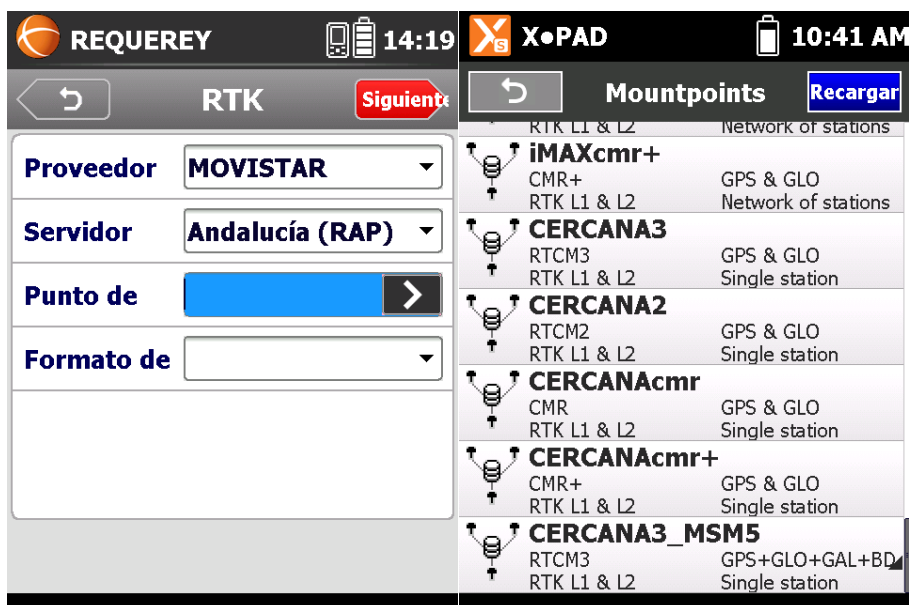 REQUEREY
14:19
RTK
Siguiente
Proveedor
MOVISTAR
Servidor
Andalucía (RAP)
Punto de
Formato de
S
X•PAD
10:41 AM
Mountpoints
Recargar
RTK L1 & L2 Network of stations
iMAXcmr+
CMR+ GPS & GLO
RTK L1 & L2 Network of stations
CERCANA3
RTCM3 GPS & GLO
RTK L1 & L2 Single station
CERCANA2
RTCM2 GPS & GLO
RTK L1 & L2 Single station
CERCANAcmr
CMR GPS & GLO
RTK L1 & L2 Single station
CERCANAcmr+
CMR+ GPS & GLO
RTK L1 & L2 Single station
CERCANA3_MSM5
RTCM3 GPS+GLO+GAL+BD
RTK L1 & L2 Single station